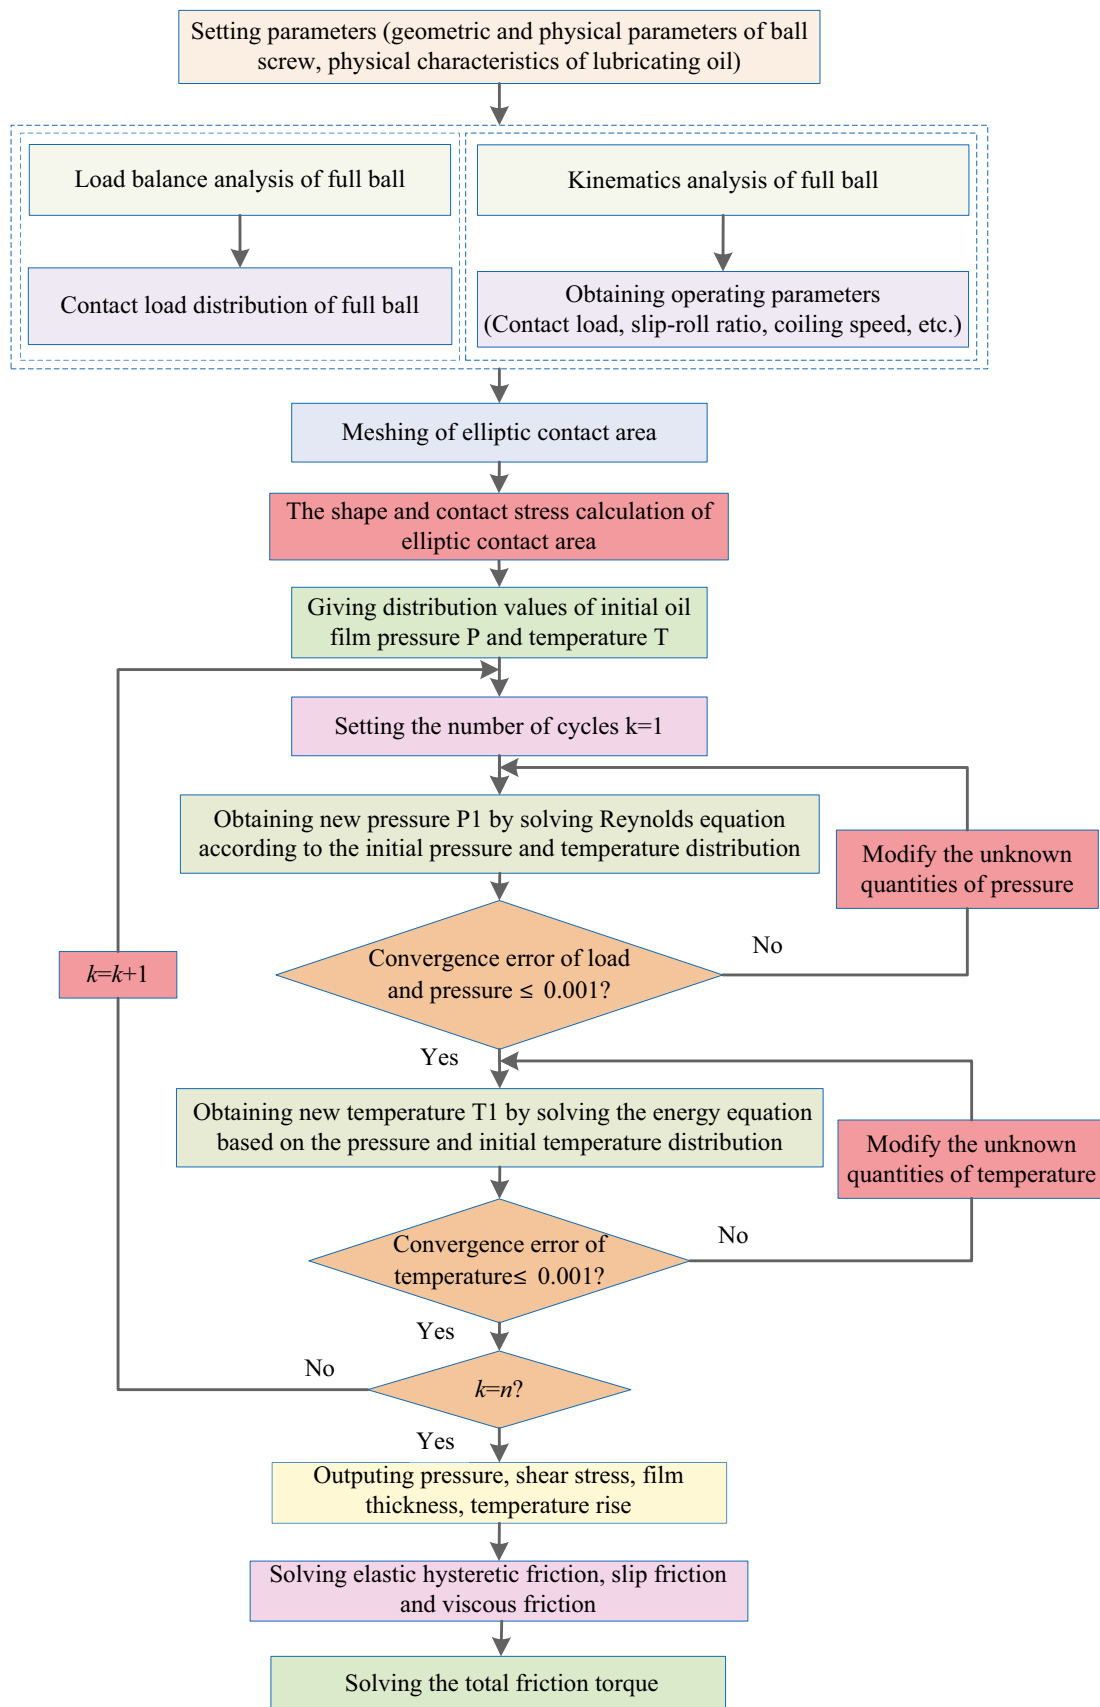 Setting parameters (geometric and physical parameters of ball
screw, physical characteristics of lubricating oil)
Load balance analysis of full ball
Kinematics analysis of full ball
Contact load distribution of full ball
Obtaining operating parameters
(Contact load, slip-roll ratio, coiling speed, etc.)
Meshing of elliptic contact area
The shape and contact stress calculation of
elliptic contact area
Giving distribution values of initial oil
film pressure P and temperature T
Setting the number of cycles k=1
Obtaining new pressure P1 by solving Reynolds equation
according to the initial pressure and temperature distribution
Modify the unknown
quantities of pressure
No
Convergence error of load
and pressure ≤ 0.001?
k=k+1
Yes
Obtaining new temperature T1 by solving the energy equation
based on the pressure and initial temperature distribution
Modify the unknown
quantities of temperature
No
Convergence error of
temperature≤ 0.001?
Yes
No
k=n?
Yes
Outputing pressure, shear stress, film
thickness, temperature rise
Solving elastic hysteretic friction, slip friction
and viscous friction
Solving the total friction torque